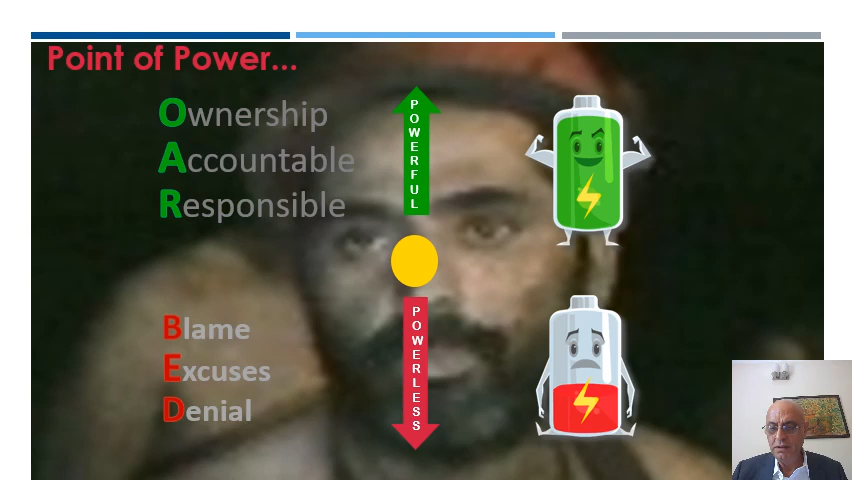 Point of Power...
Ownership
Accountable
Responsible
POWERFUL
POWERLESS
Blame
Excuses
Denial